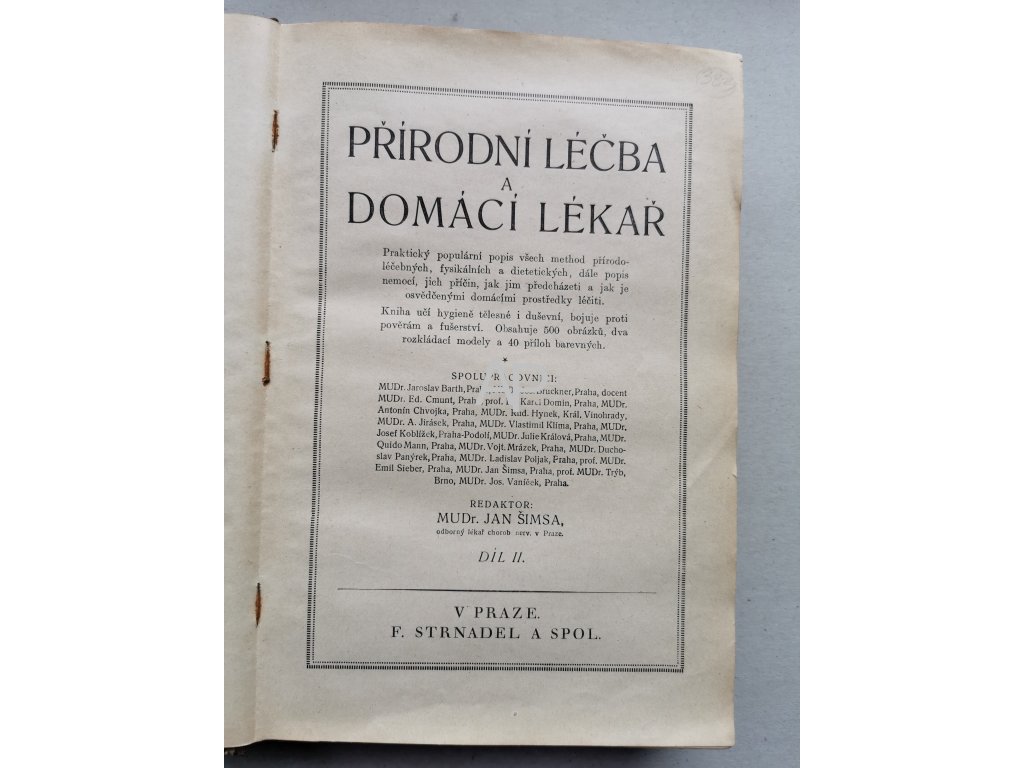 PŘÍRODNÍ LÉČBA
A
DOMÁCÍ LÉKAŘ
Praktický populární popis všech method přírodo-
léčebných, fysikálních a dietetických, dále popis
nemocí, jich příčin, jak jim předcházeti a jak je
osvědčenými domácími prostředky léčiti.
Kniha učí hygieně tělesné i duševní, bojuje proti
pověrám a fušerství. Obsahuje 500 obrázků, dva
rozkládací modely a 40 příloh barevných.
*
SPOLUPRACOVNÍCI:
MUDr. Jaroslav Barth, Praha, Bruckner, Praha, docent
MUDr. Ed. Cmunt, Praha, prof. Karel Domin, Praha, MUDr.
Antonín Chvojka, Praha, MUDr. Rud. Hynek, Král. Vinohrady,
MUDr. A. Jirásek, Praha, MUDr. Vlastimil Klíma, Praha, MUDr.
Josef Koblížek, Praha-Podolí, MUDr. Julie Králová, Praha, MUDr.
Quido Mann, Praha, MUDr. Vojt. Mrázek, Praha, MUDr. Ducho-
slav Panýrek, Praha, MUDr. Ladislav Poljak, Praha, prof. MUDr.
Emil Sieber, Praha, MUDr. Jan Šimsa, Praha, prof. MUDr. Trýb,
Brno, MUDr. Jos. Vaníček, Praha.
REDAKTOR:
MUDr. JAN ŠIMSA,
odborný lékař chorob nerv. v Praze.
DÍL II.
V PRAZE.
F. STRNADEL A SPOL.